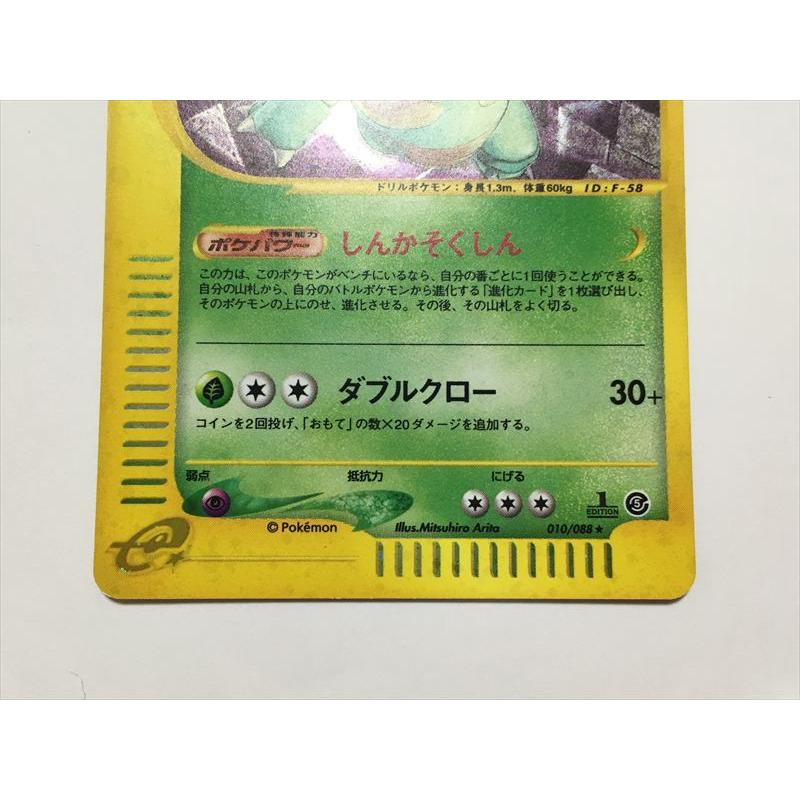 ドリルポケモン：身長1.3m、体重60kg ID:F-58
特殊能力
ポケパワー しんかそくしん
この力は、このポケモンがベンチにいるなら、自分の番ごとに1回使うことができる。
自分の山札から、自分のバトルポケモンから進化する「進化カード」を1枚選び出し、
そのポケモンの上にのせ、進化させる。その後、その山札をよく切る。
ダブルクロー 30+
コインを2回投げ、「おもて」の数×20ダメージを追加する。
弱点 抵抗力 にげる
1
EDITION
5
© Pokémon Illus.Mitsuhiro Arita 010/088★
e